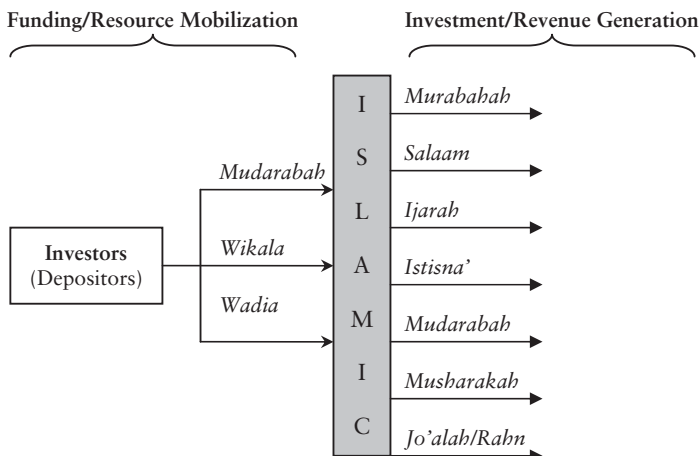 Funding/Resource Mobilization
Investment/Revenue Generation
Investors
(Depositors)
Mudarabah
Wikala
Wadia
I
S
L
A
M
I
C
Murabahah
Salaam
Ijarah
Istisna’
Mudarabah
Musharakah
Jo’alah/Rahn